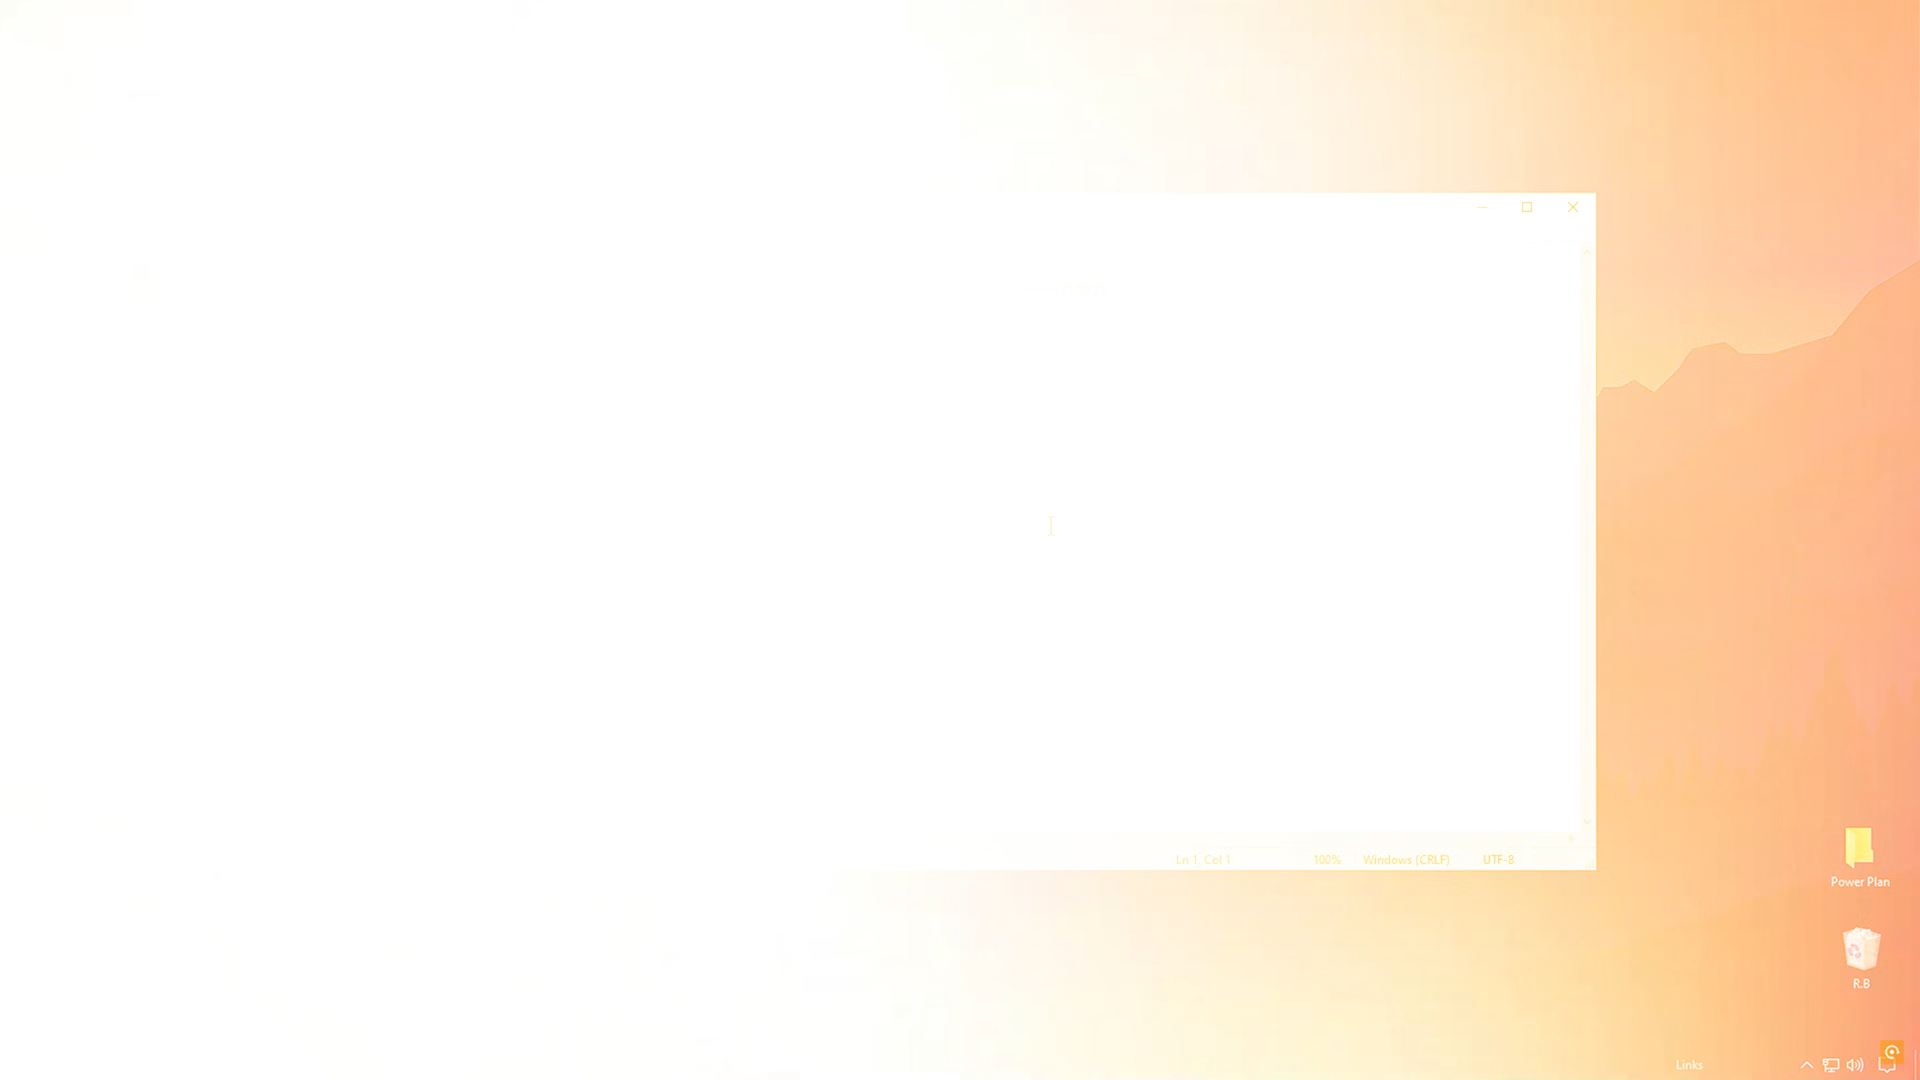 Ln 1, Col 1 100% Windows (CRLF) UTF-8
Power Plan
R.B
Links